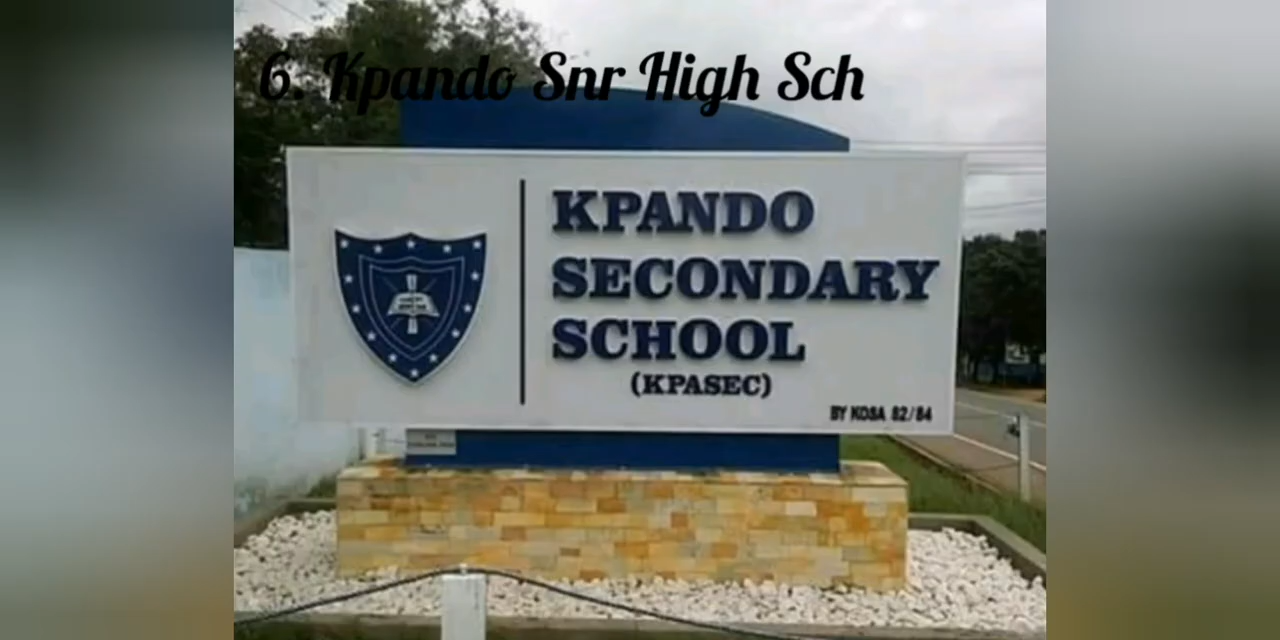 6. Kpando Snr High Sch
KPANDO
SECONDARY
SCHOOL
(KPASEC)
BY KOSA 82/84